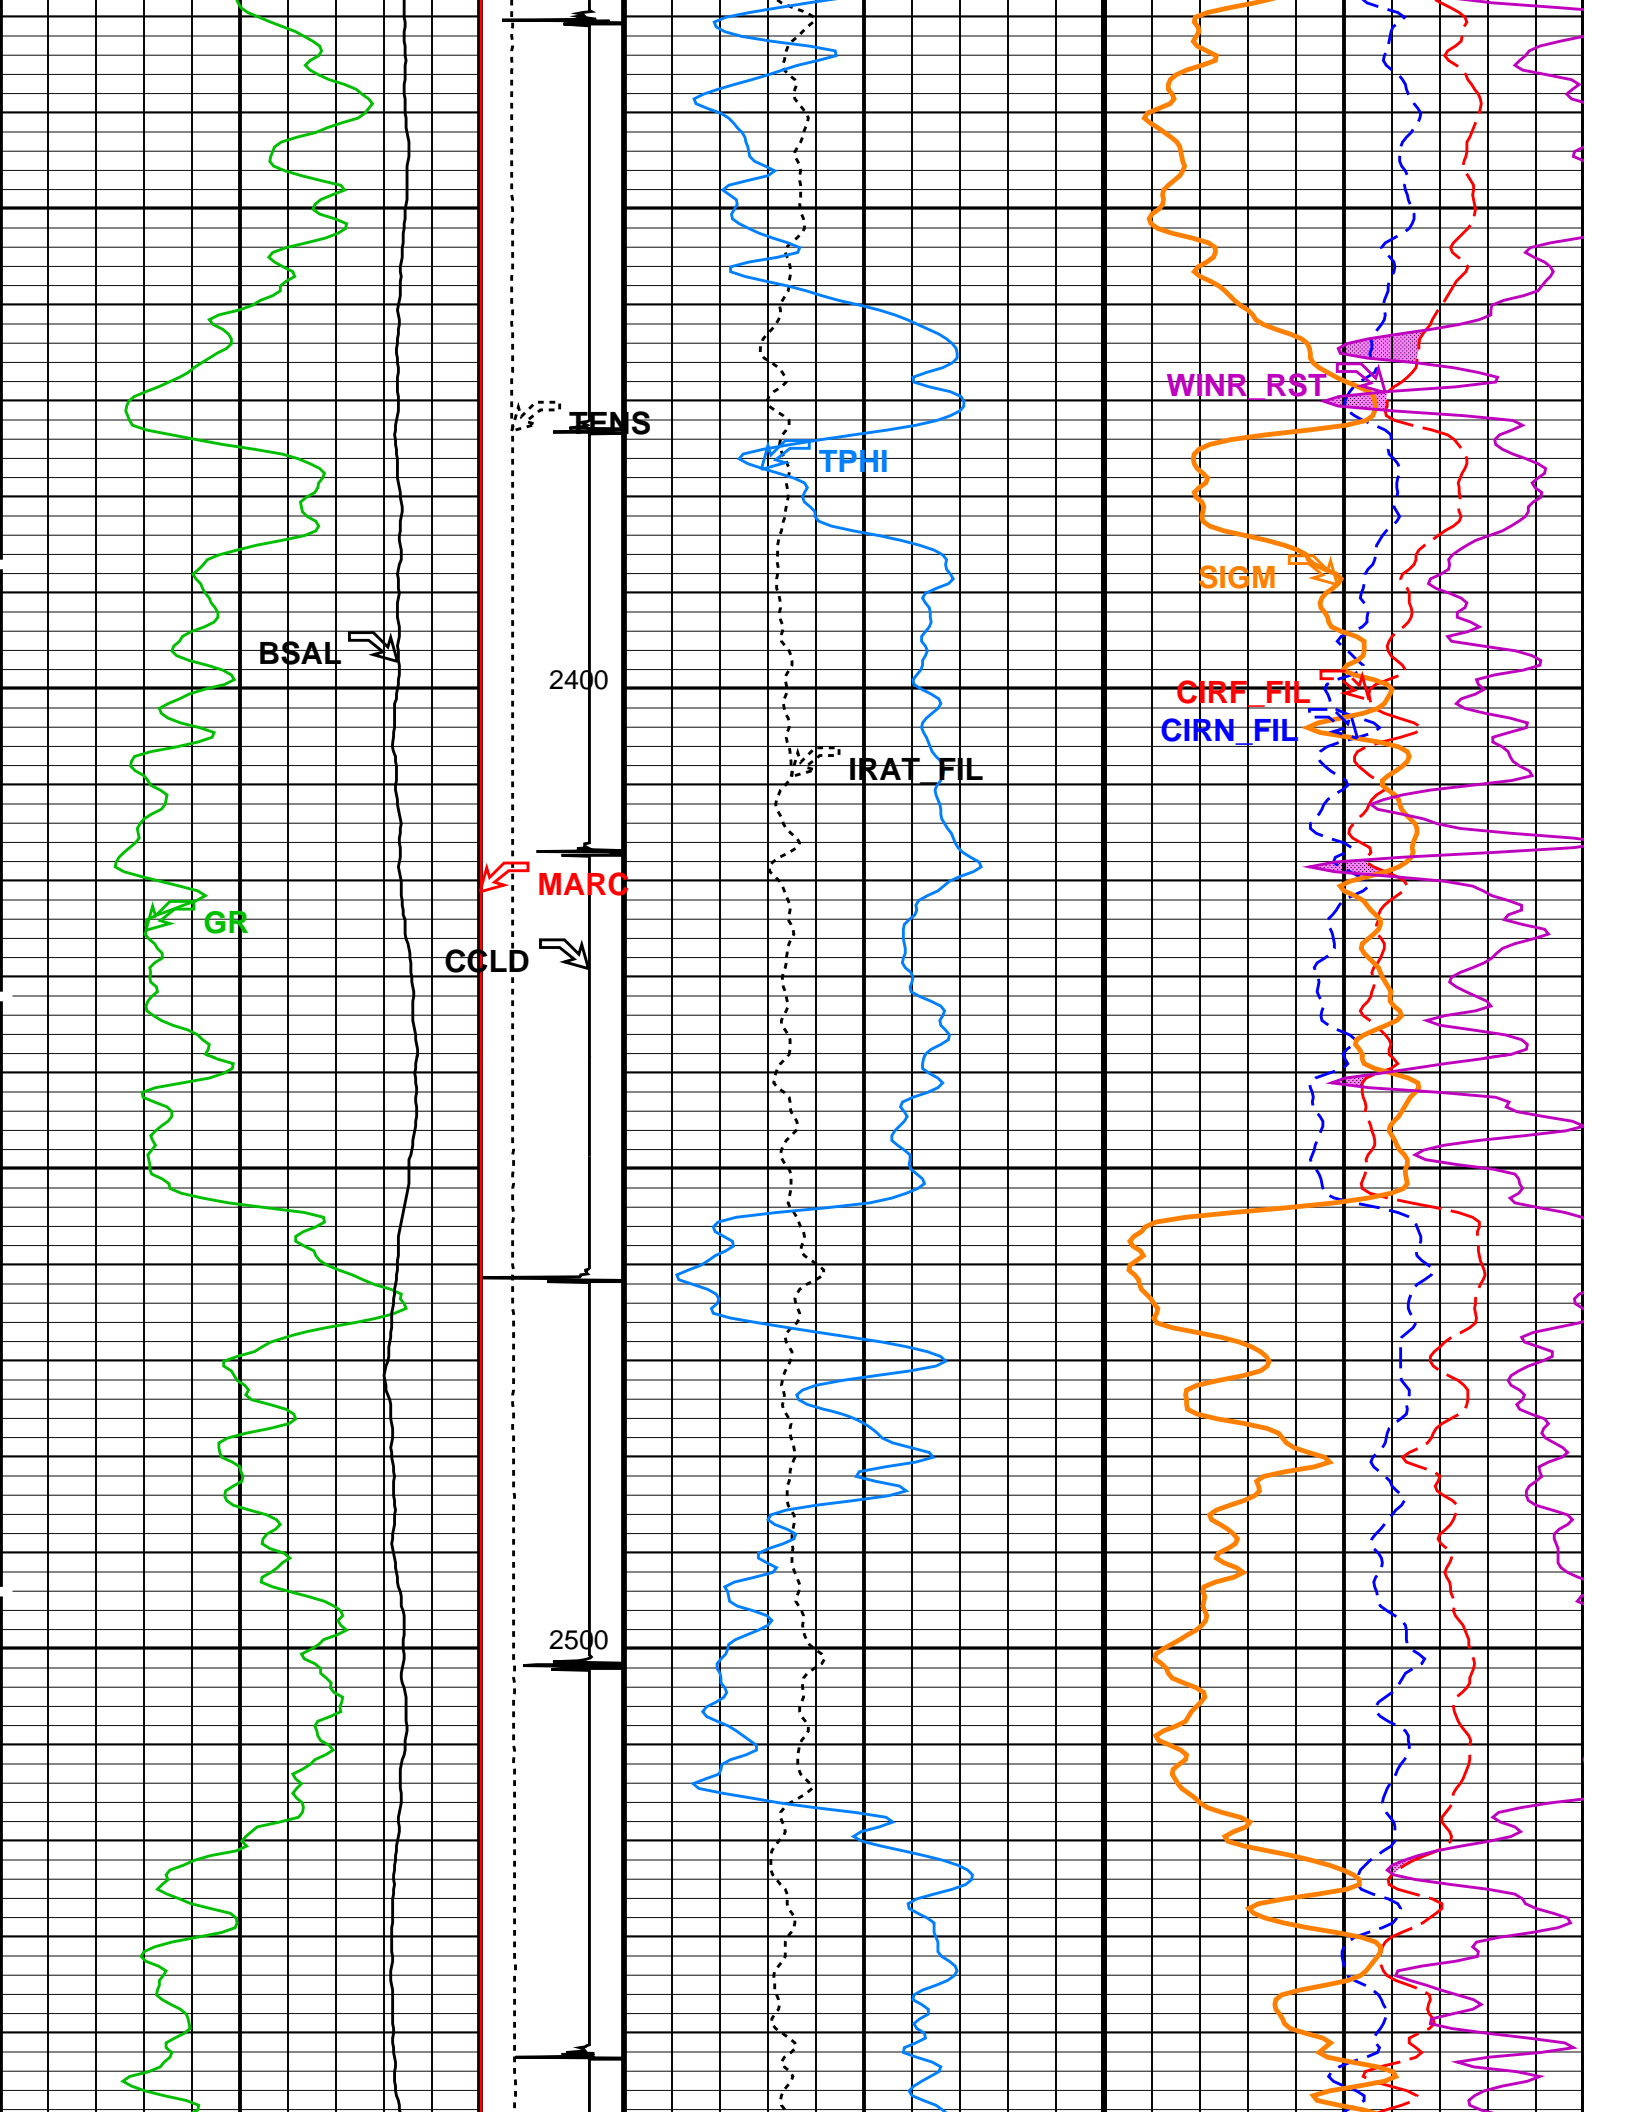 WINR_RST
TENS
TPHI
SIGM
BSAL
2400
CIRF_FIL
CIRN_FIL
IRAT_FIL
MARC
GR
CCLD
2500